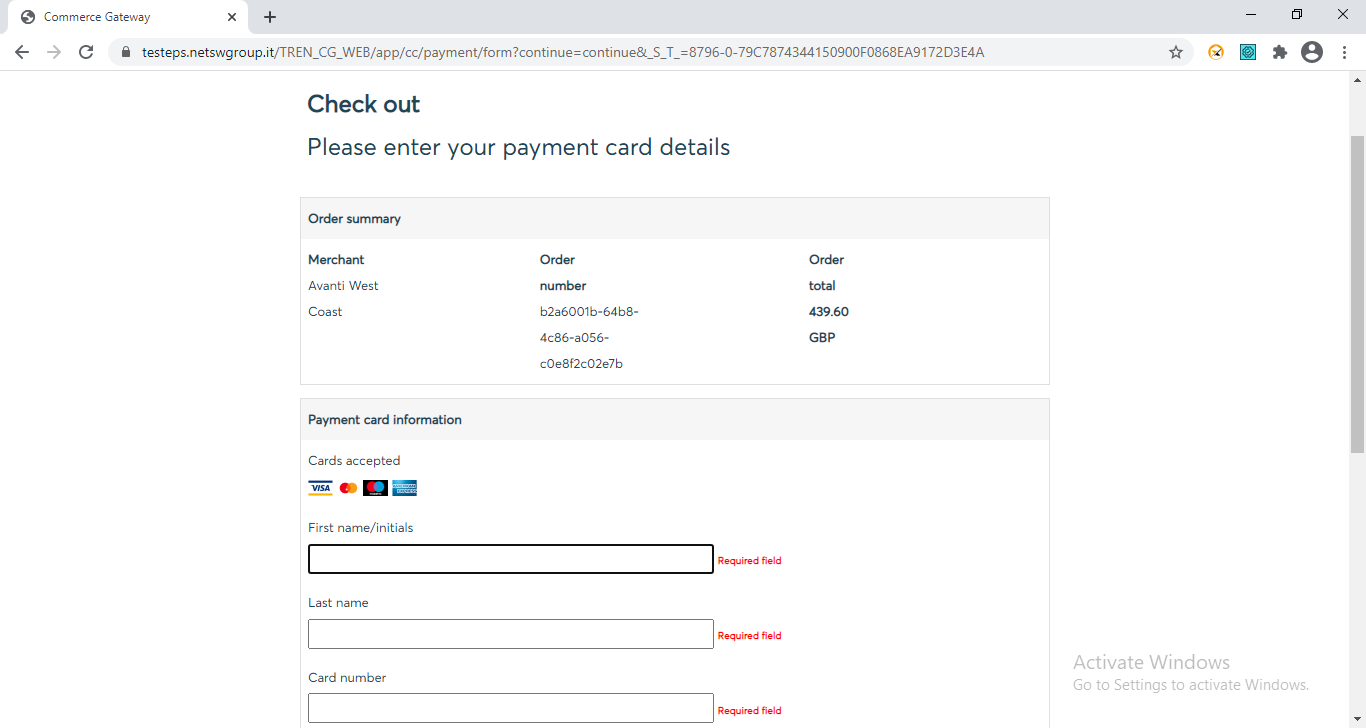 Commerce Gateway
testeps.netswgroup.it/TREN_CG_WEB/app/cc/payment/form?continue=continue&_S_T_=8796-0-79C7874344150900F0868EA9172D3E4A
Check out
Please enter your payment card details
Order summary
Merchant
Avanti West
Coast
Order
number
b2a6001b-64b8-
4c86-a056-
c0e8f2c02e7b
Order
total
439.60
GBP
Payment card information
Cards accepted
VISA
AMERICAN
EXPRESS
First name/initials
Required field
Last name
Required field
Card number
Required field
Activate Windows
Go to Settings to activate Windows.